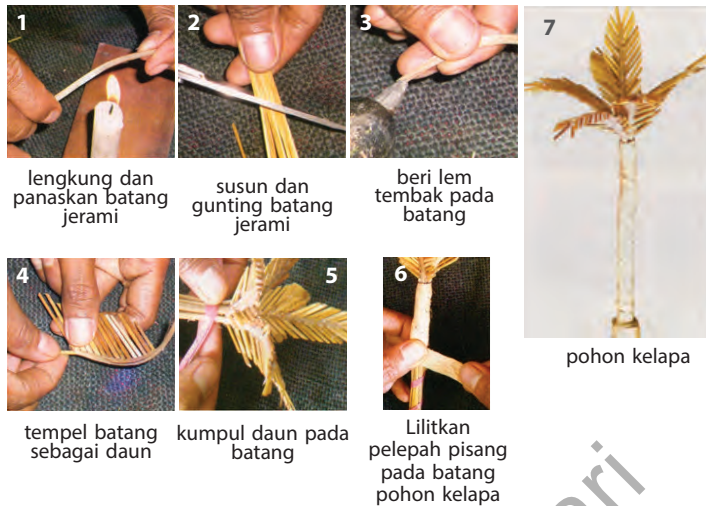 1
lengkung dan
panaskan batang
jerami
2
susun dan
gunting batang
jerami
3
beri lem
tembak pada
batang
4
tempel batang
sebagai daun
5
kumpul daun pada
batang
6
Lilitkan
pelepah pisang
pada batang
pohon kelapa
7
pohon kelapa